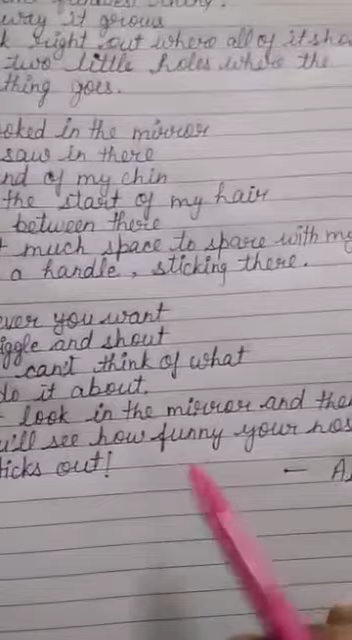 way it grows
right out where all of it sho
two little holes where the
thing goes.
oked in the mirror
saw in there
nd of my chin
the start of my hair
between there
t much space to spare with my
a handle, sticking there.
ever you want
iggle and shout
can't think of what
do it about.
look in the mirror and the
will see how funny your nos
ticks out!
— A.